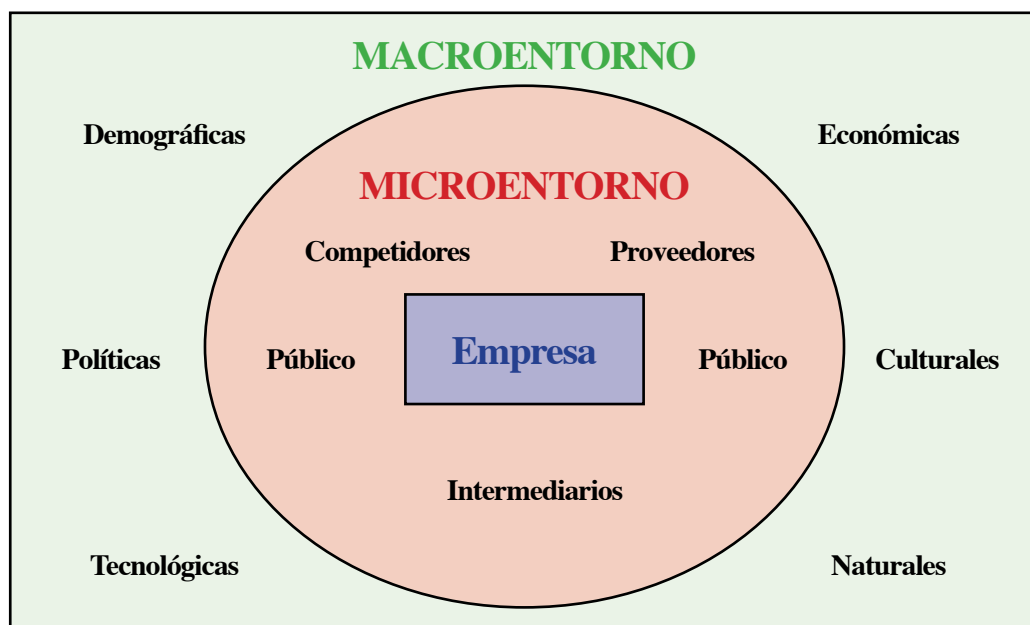 MACROENTORNO
Demográficas
Económicas
MICROENTORNO
Competidores
Proveedores
Políticas
Público
Empresa
Público
Culturales
Intermediarios
Tecnológicas
Naturales